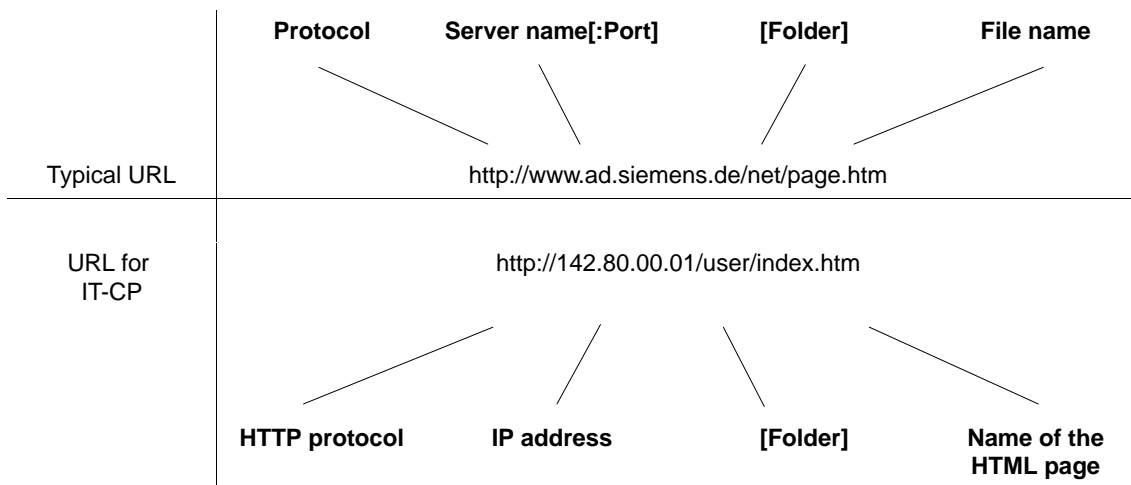 Protocol Server name[:Port] [Folder] File name
Typical URL http://www.ad.siemens.de/net/page.htm
URL for http://142.80.00.01/user/index.htm
IT-CP
HTTP protocol IP address [Folder] Name of the
HTML page